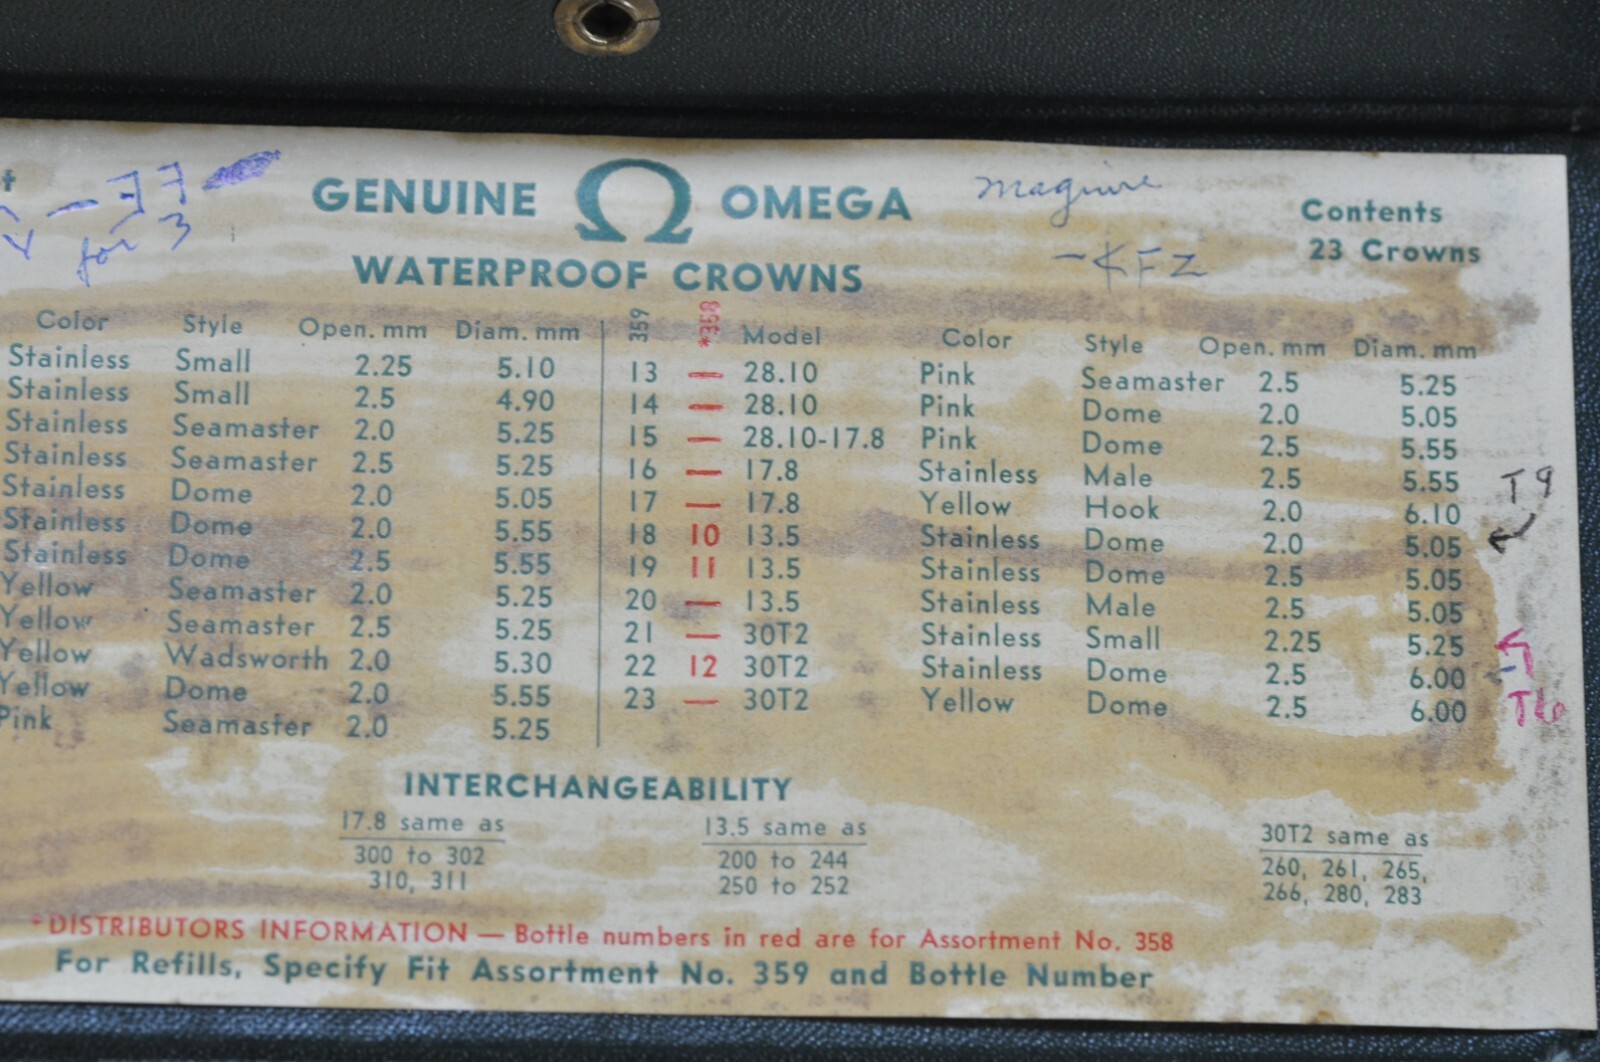 GENUINE Ω OMEGA
WATERPROOF CROWNS
Maguire
-KFZ
Contents
23 Crowns
for 3
Color Style Open. mm Diam. mm 359 *358 Model Color Style Open. mm Diam. mm
Stainless Small 2.25 5.10 13 — 28.10 Pink Seamaster 2.5 5.25
Stainless Small 2.5 4.90 14 — 28.10 Pink Dome 2.0 5.05
Stainless Seamaster 2.0 5.25 15 — 28.10-17.8 Pink Dome 2.5 5.55
Stainless Seamaster 2.5 5.25 16 — 17.8 Stainless Male 2.5 5.55
Stainless Dome 2.0 5.05 17 — 17.8 Yellow Hook 2.0 6.10
Stainless Dome 2.0 5.55 18 10 13.5 Stainless Dome 2.0 5.05
Stainless Dome 2.5 5.55 19 11 13.5 Stainless Dome 2.5 5.05
Yellow Seamaster 2.0 5.25 20 — 13.5 Stainless Male 2.5 5.05
Yellow Seamaster 2.5 5.25 21 — 30T2 Stainless Small 2.25 5.25
Yellow Wadsworth 2.0 5.30 22 12 30T2 Stainless Dome 2.5 6.00
Yellow Dome 2.0 5.55 23 — 30T2 Yellow Dome 2.5 6.00
Pink Seamaster 2.0 5.25
T9
T6
INTERCHANGEABILITY
17.8 same as
300 to 302
310, 311
13.5 same as
200 to 244
250 to 252
30T2 same as
260, 261, 265,
266, 280, 283
*DISTRIBUTORS INFORMATION — Bottle numbers in red are for Assortment No. 358
For Refills, Specify Fit Assortment No. 359 and Bottle Number